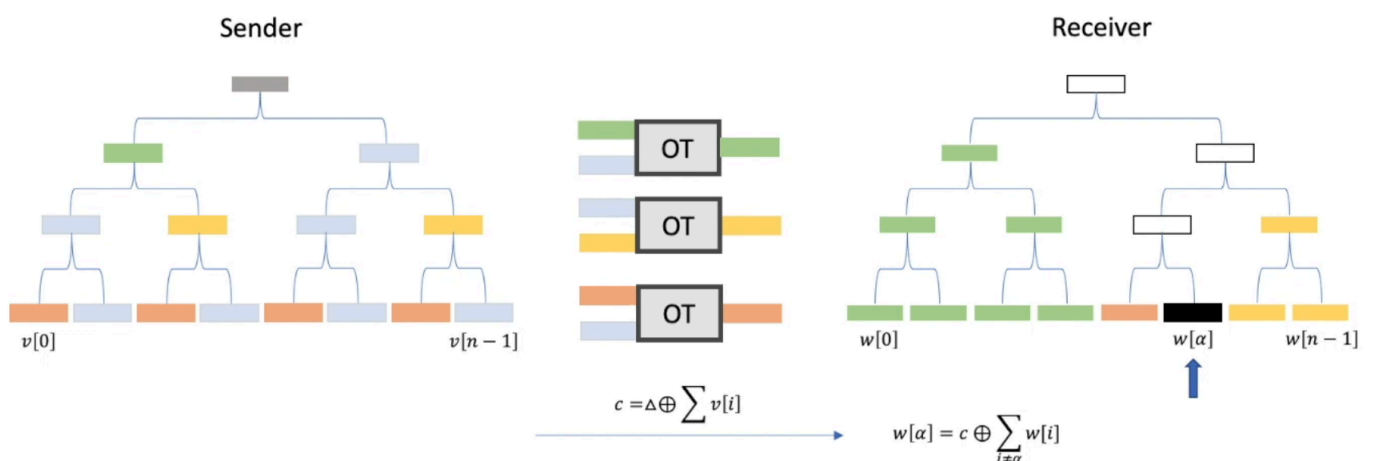 Sender
Receiver
OT
OT
OT
v[0]
v[n − 1]
w[0]
w[α]
w[n − 1]
c =△⊕ ∑ v[i]
w[α] = c ⊕ ∑ w[i]
i≠α